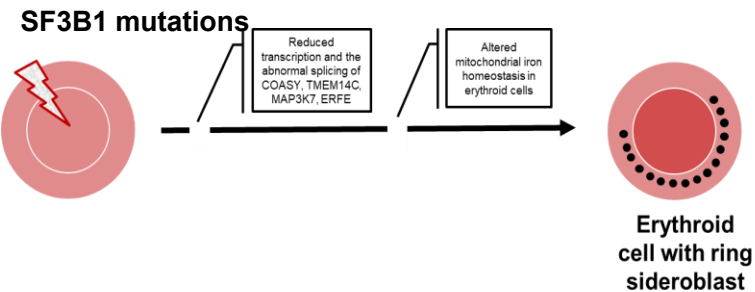 SF3B1 mutations
Reduced
transcription and the
abnormal splicing of
COASY, TMEM14C,
MAP3K7, ERFE
Altered
mitochondrial iron
homeostasis in
erythroid cells
Erythroid
cell with ring
sideroblast